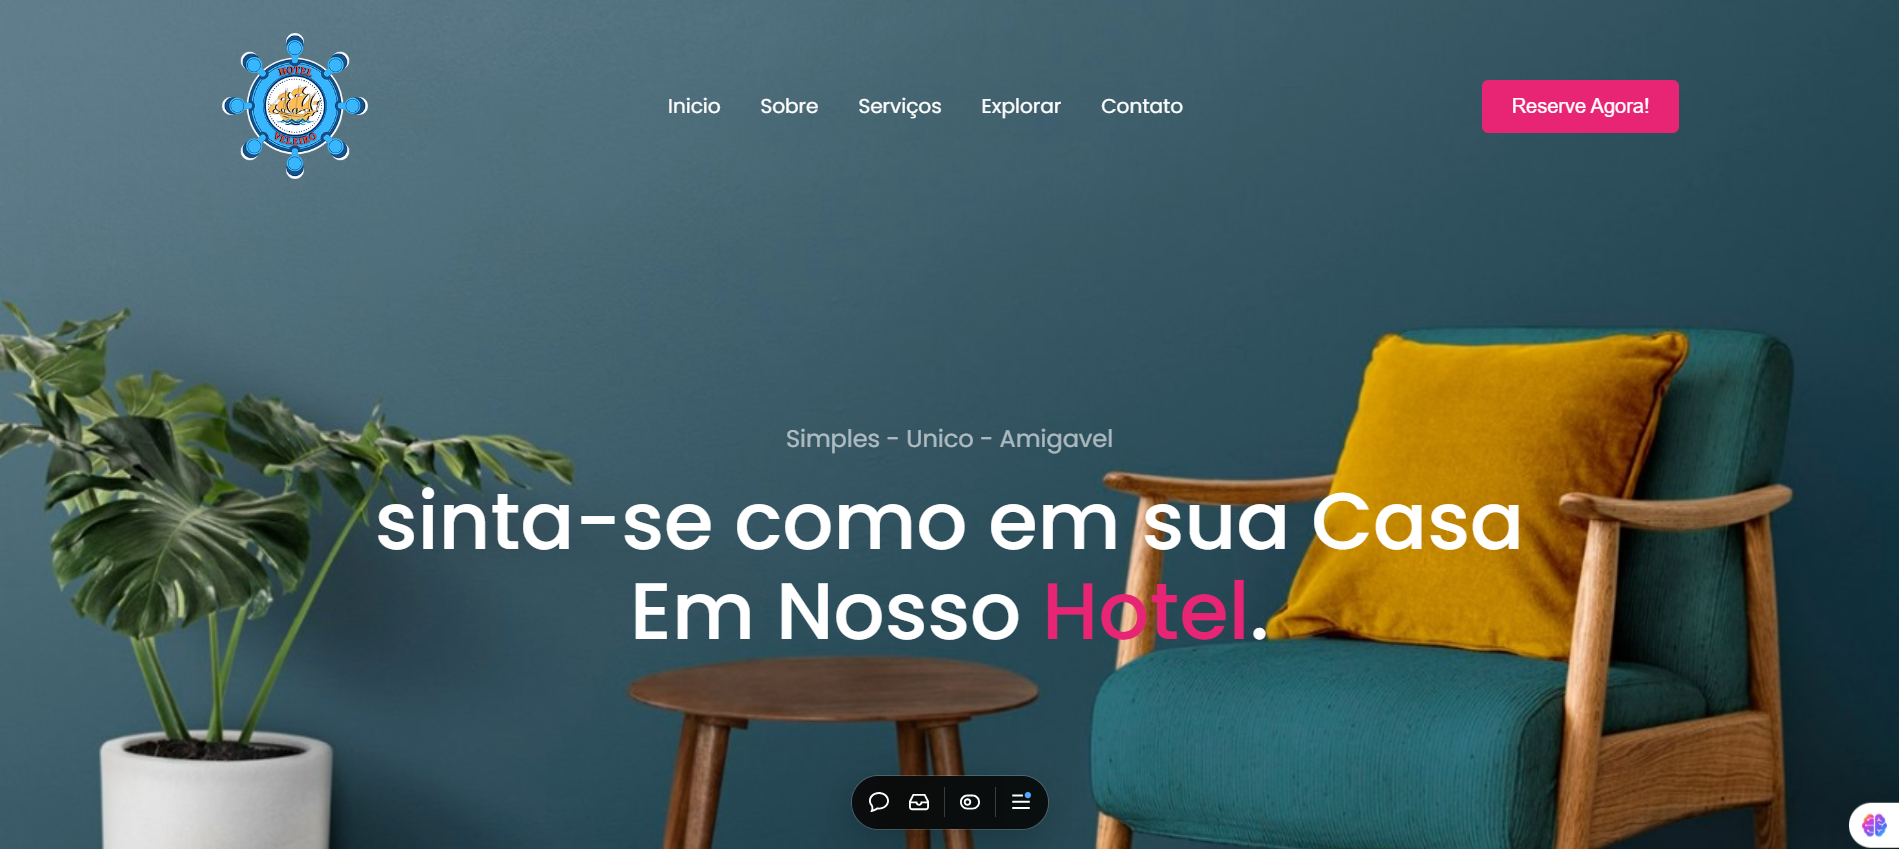 HOTEL
VELEIRO
Inicio Sobre Serviços Explorar Contato
Reserve Agora!
Simples - Unico - Amigavel
sinta-se como em sua Casa
Em Nosso Hotel.